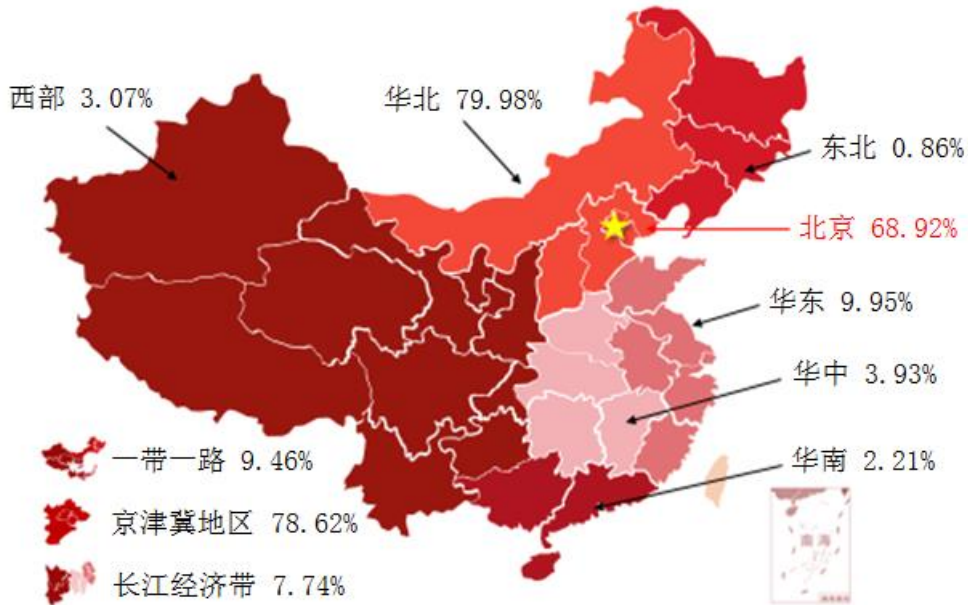 西部 3.07%
华北 79.98%
东北 0.86%
北京 68.92%
华东 9.95%
华中 3.93%
华南 2.21%
一带一路 9.46%
京津冀地区 78.62%
长江经济带 7.74%
南海